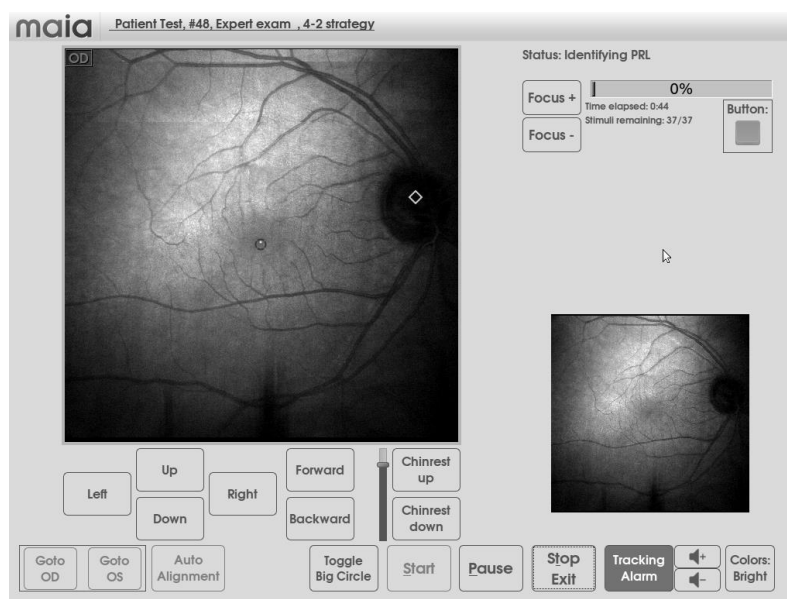 maia
Patient Test, #48, Expert exam , 4-2 strategy
OD
Status: Identifying PRL
Focus +
Focus -
0%
Time elapsed: 0:44
Stimuli remaining: 37/37
Button:
Left
Up
Down
Right
Forward
Backward
Chinrest
up
Chinrest
down
Goto
OD
Goto
OS
Auto
Alignment
Toggle
Big Circle
Start
Pause
Stop
Exit
Tracking
Alarm
+
-
Colors:
Bright